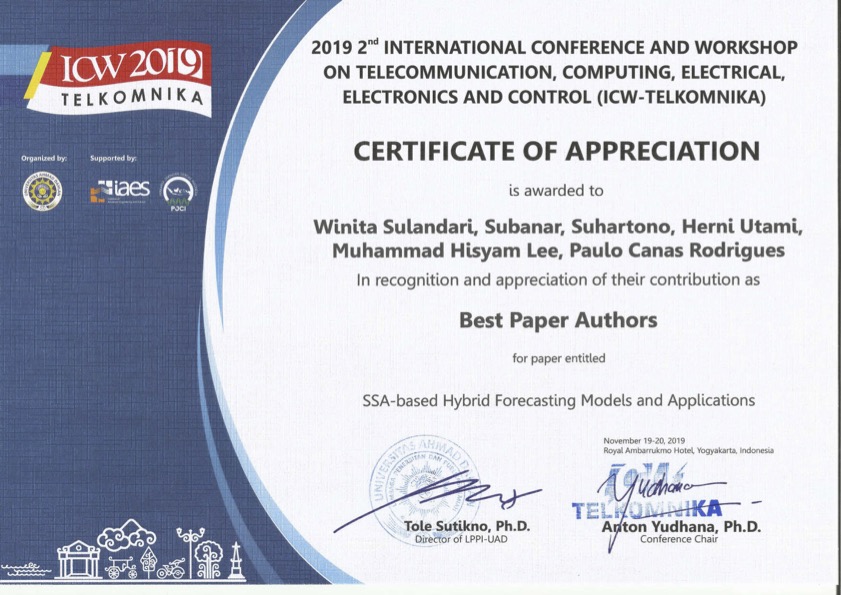 ICW 2019
TELKOMNIKA
Organized by:
Supported by:
iaes
PJCI
2019 2nd INTERNATIONAL CONFERENCE AND WORKSHOP
ON TELECOMMUNICATION, COMPUTING, ELECTRICAL,
ELECTRONICS AND CONTROL (ICW-TELKOMNIKA)
CERTIFICATE OF APPRECIATION
is awarded to
Winita Sulandari, Subanar, Suhartono, Herni Utami,
Muhammad Hisyam Lee, Paulo Canas Rodrigues
In recognition and appreciation of their contribution as
Best Paper Authors
for paper entitled
SSA-based Hybrid Forecasting Models and Applications
November 19-20, 2019
Royal Ambarrukmo Hotel, Yogyakarta, Indonesia
UNIVERSITAS AHMAD
TELKOMNIKA
Yudhana
Tole Sutikno, Ph.D.
Director of LPPI-UAD
Anton Yudhana, Ph.D.
Conference Chair